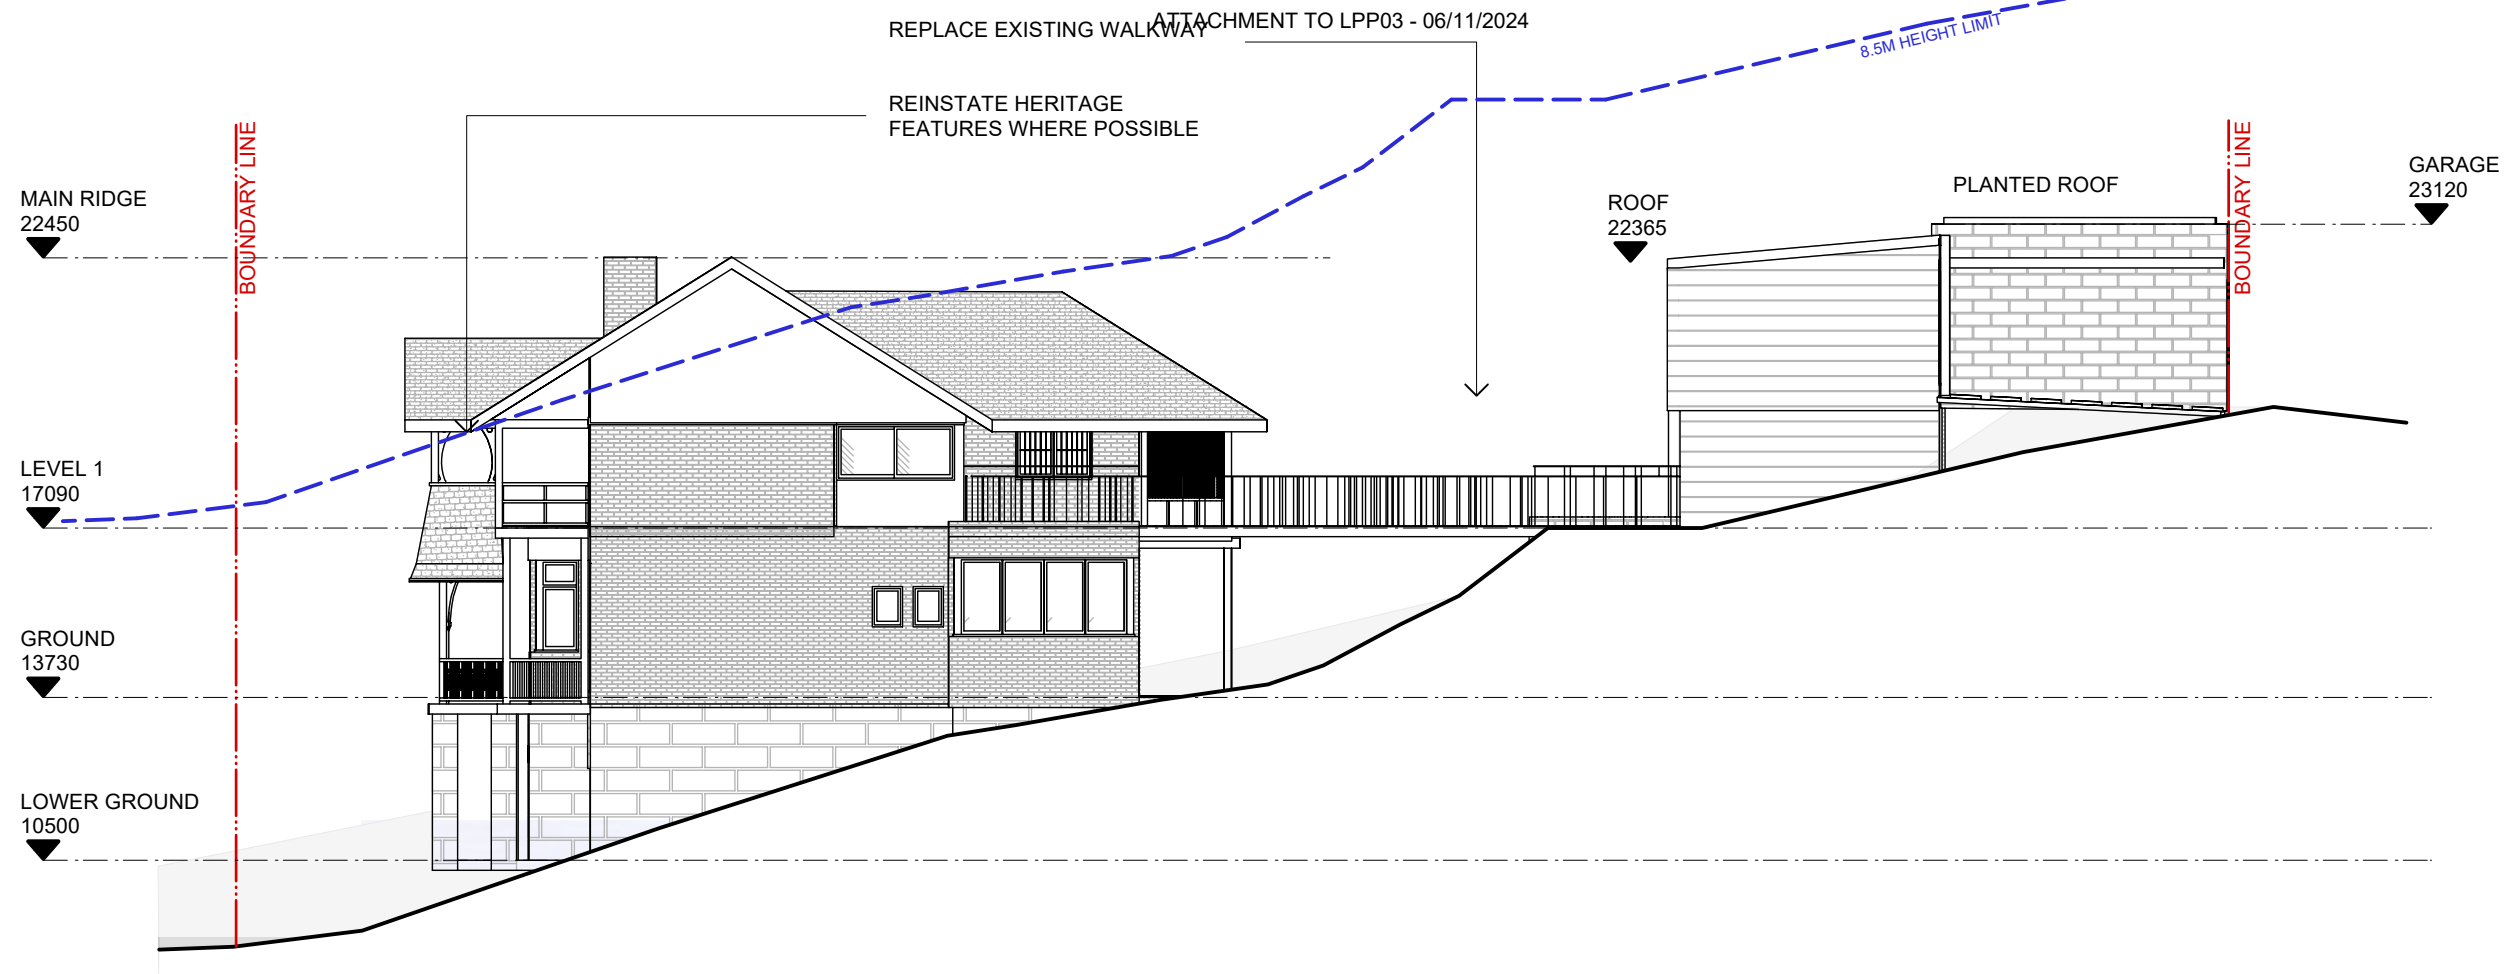 ATTACHMENT TO LPP03 - 06/11/2024
REPLACE EXISTING WALKWAY
8.5M HEIGHT LIMIT
REINSTATE HERITAGE
FEATURES WHERE POSSIBLE
BOUNDARY LINE
BOUNDARY LINE
GARAGE
23120
PLANTED ROOF
MAIN RIDGE
22450
ROOF
22365
LEVEL 1
17090
GROUND
13730
LOWER GROUND
10500